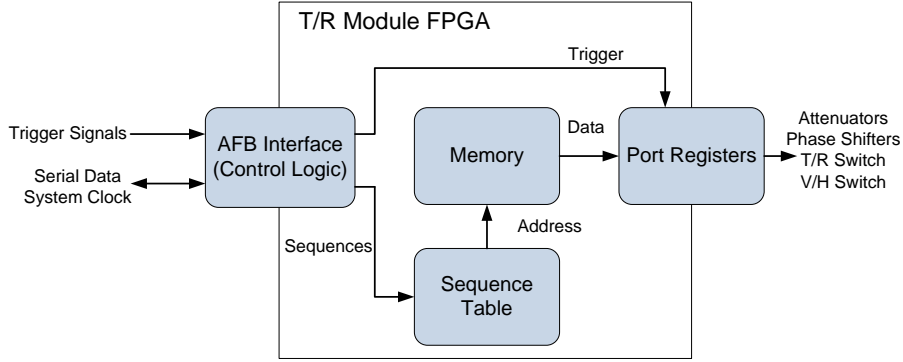 T/R Module FPGA
Trigger
Trigger Signals
Serial Data
System Clock
AFB Interface
(Control Logic)
Sequences
Memory
Data
Address
Sequence
Table
Port Registers
Attenuators
Phase Shifters
T/R Switch
V/H Switch